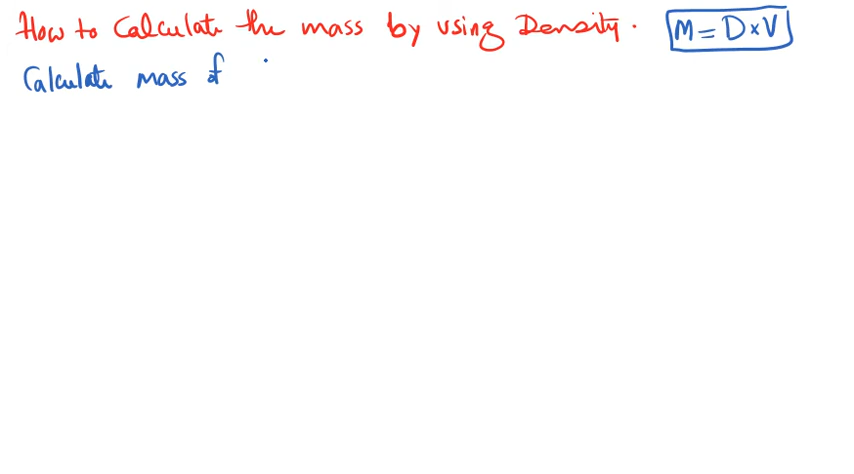 How to Calculate the mass by using Density. M = D × V
Calculate mass of